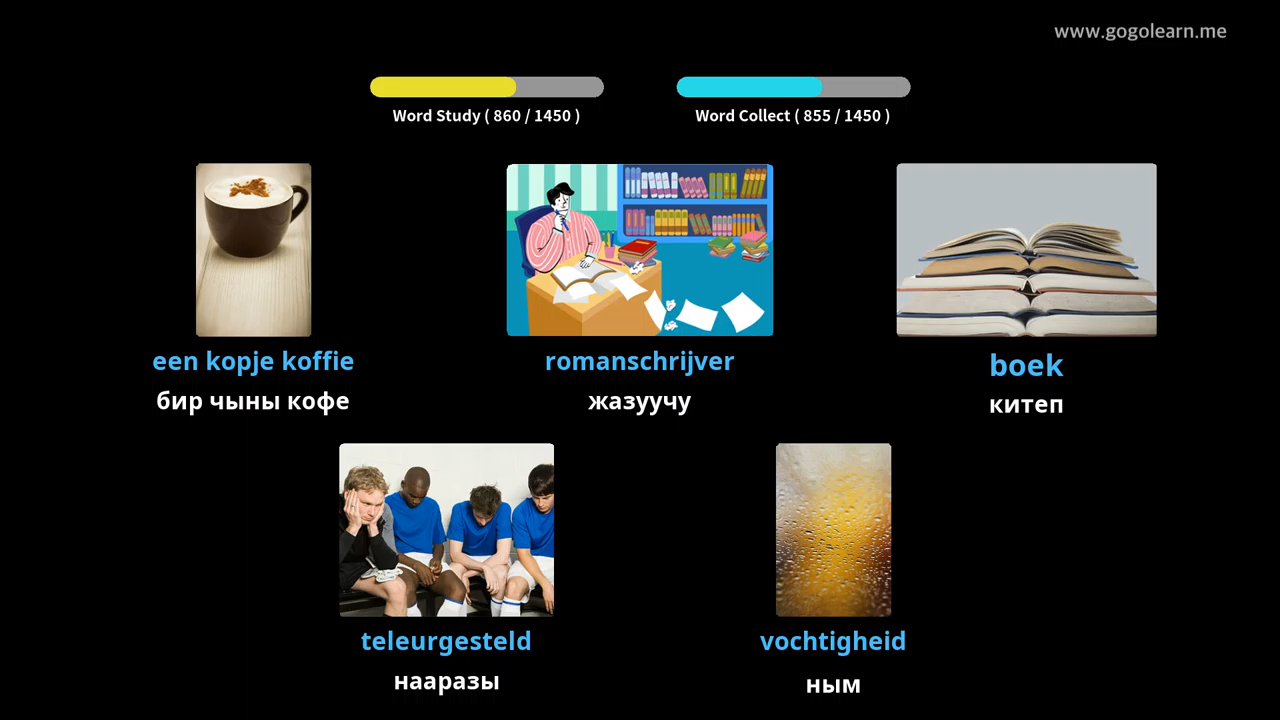 www.gogolearn.me
Word Study ( 860 / 1450 )
Word Collect ( 855 / 1450 )
een kopje koffie
бир чыны кофе
romanschrijver
жазуучу
boek
китеп
teleurgesteld
нааразы
vochtigheid
ным